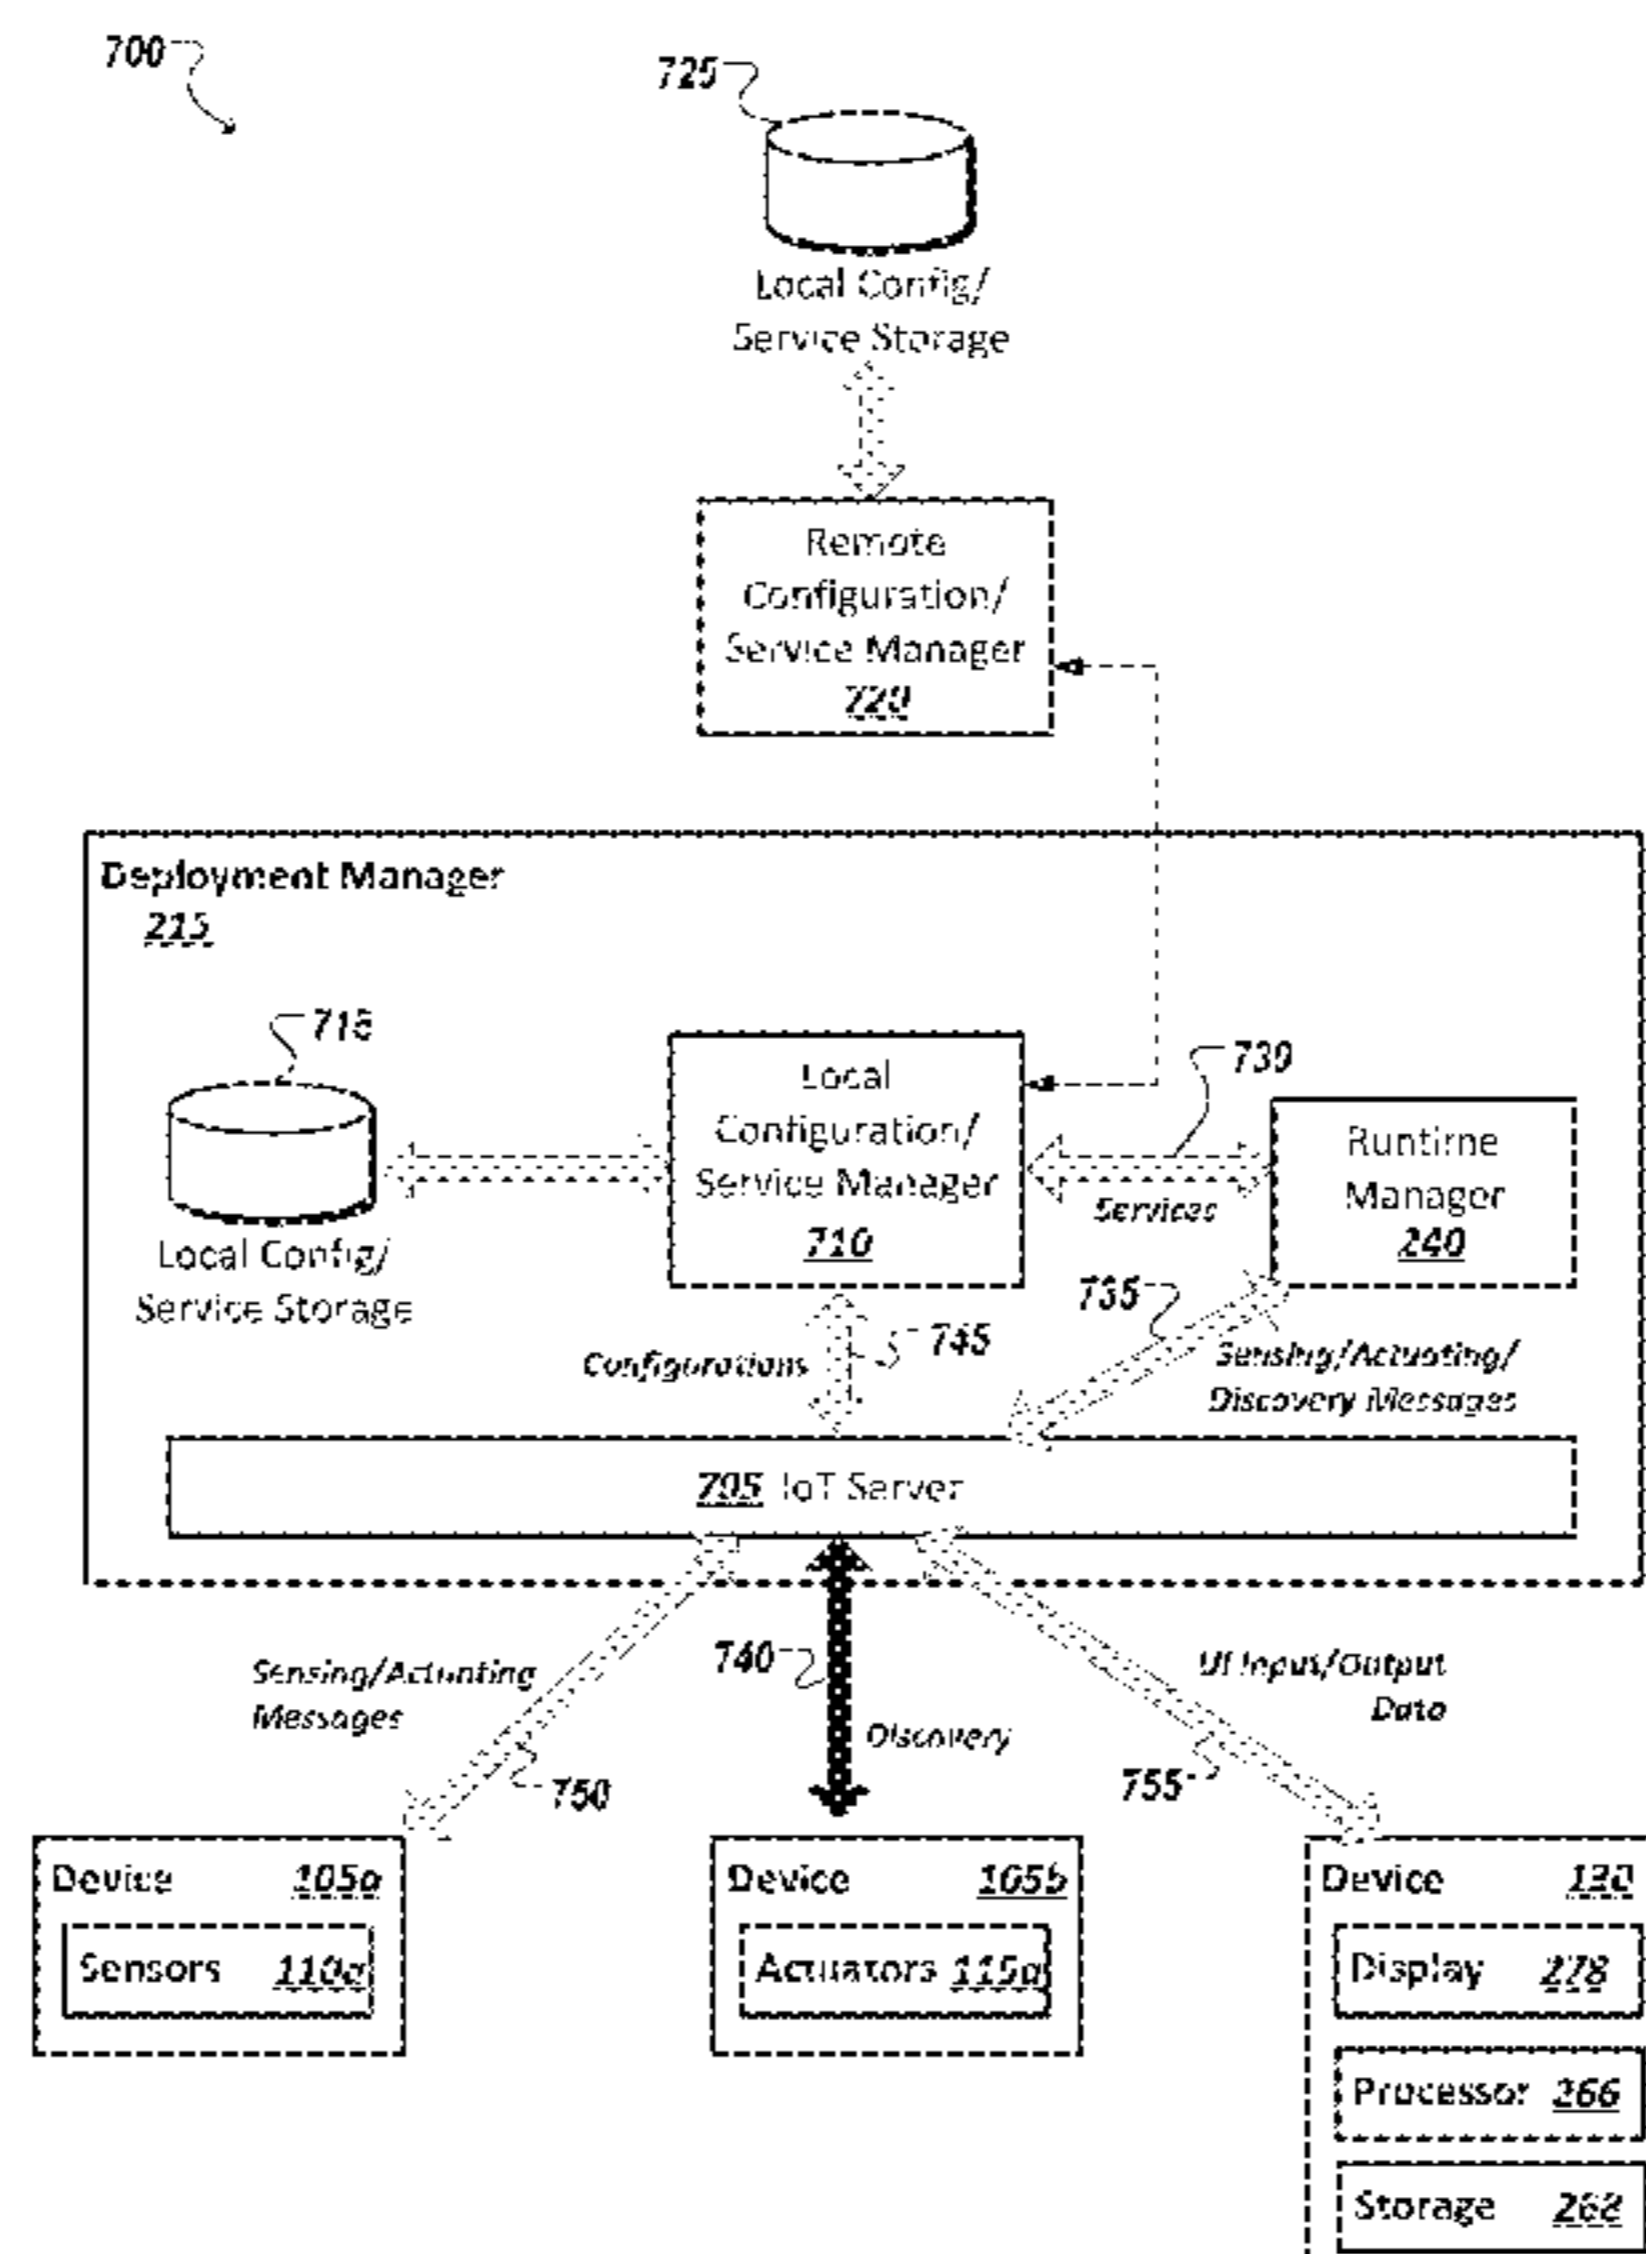 700
725
Local Config/
Service Storage
Remote
Configuration/
Service Manager
720
Deployment Manager
215
715
Local
Configuration/
Service Manager
710
730
Services
Runtime
Manager
240
Local Config/
Service Storage
Configurations
745
735
Sensing/Actuating/
Discovery Messages
705 IoT Server
Sensing/Actuating
Messages
740
Discovery
UI Input/Output
Data
750
755
Device 105a
Sensors 110a
Device 105b
Actuators 115a
Device 130
Display 278
Processor 266
Storage 268